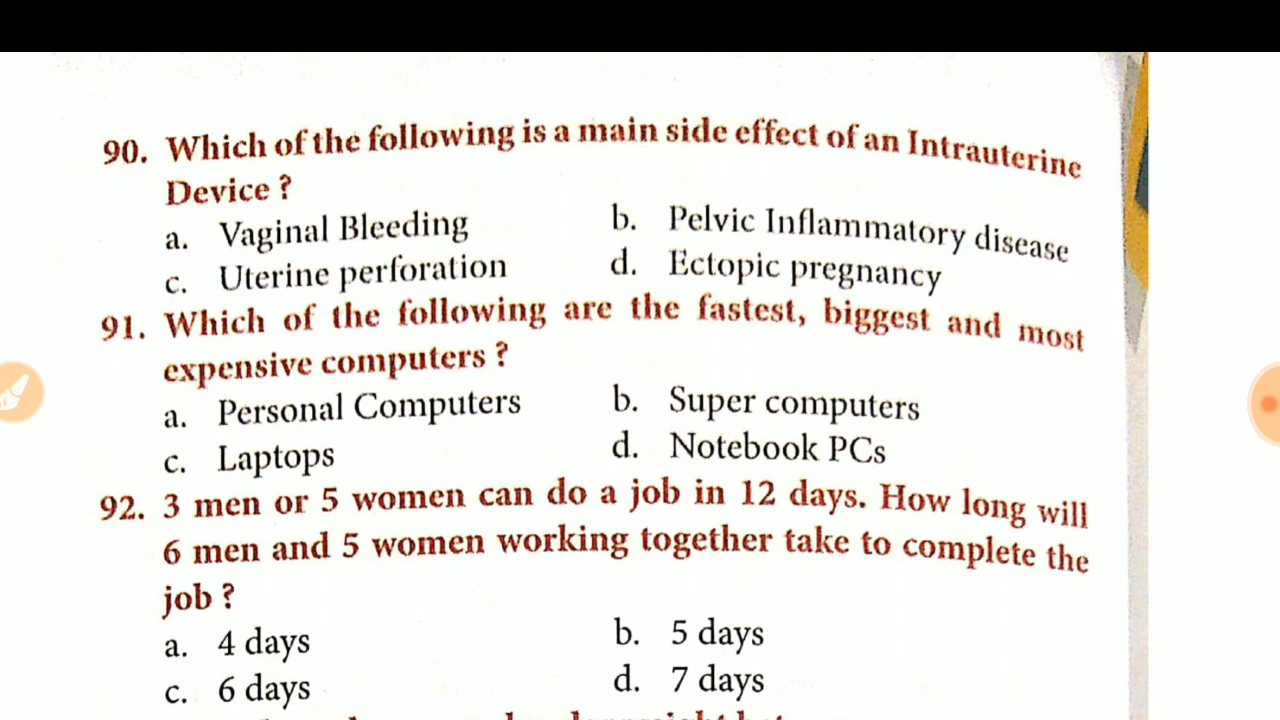 90. Which of the following is a main side effect of an Intrauterine
Device ?
a. Vaginal Bleeding b. Pelvic Inflammatory disease
c. Uterine perforation d. Ectopic pregnancy
91. Which of the following are the fastest, biggest and most
expensive computers ?
a. Personal Computers b. Super computers
c. Laptops d. Notebook PCs
92. 3 men or 5 women can do a job in 12 days. How long will
6 men and 5 women working together take to complete the
job ?
a. 4 days b. 5 days
c. 6 days d. 7 days